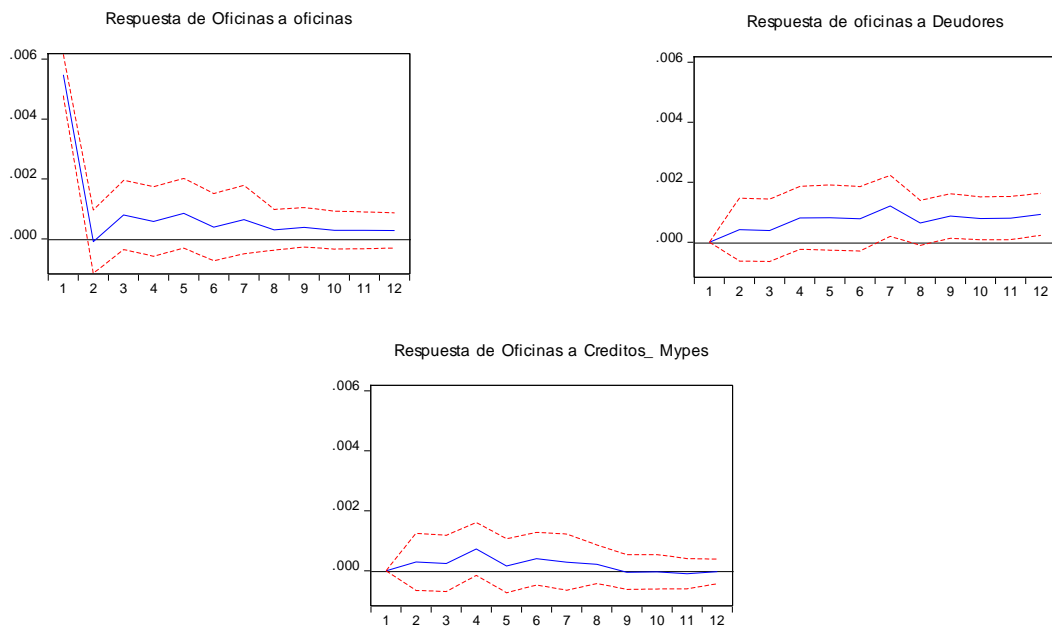 Respuesta de Oficinas a oficinas
.006
.004
.002
.000
1 2 3 4 5 6 7 8 9 10 11 12
Respuesta de oficinas a Deudores
.006
.004
.002
.000
1 2 3 4 5 6 7 8 9 10 11 12
Respuesta de Oficinas a Creditos_ Mypes
.006
.004
.002
.000
1 2 3 4 5 6 7 8 9 10 11 12